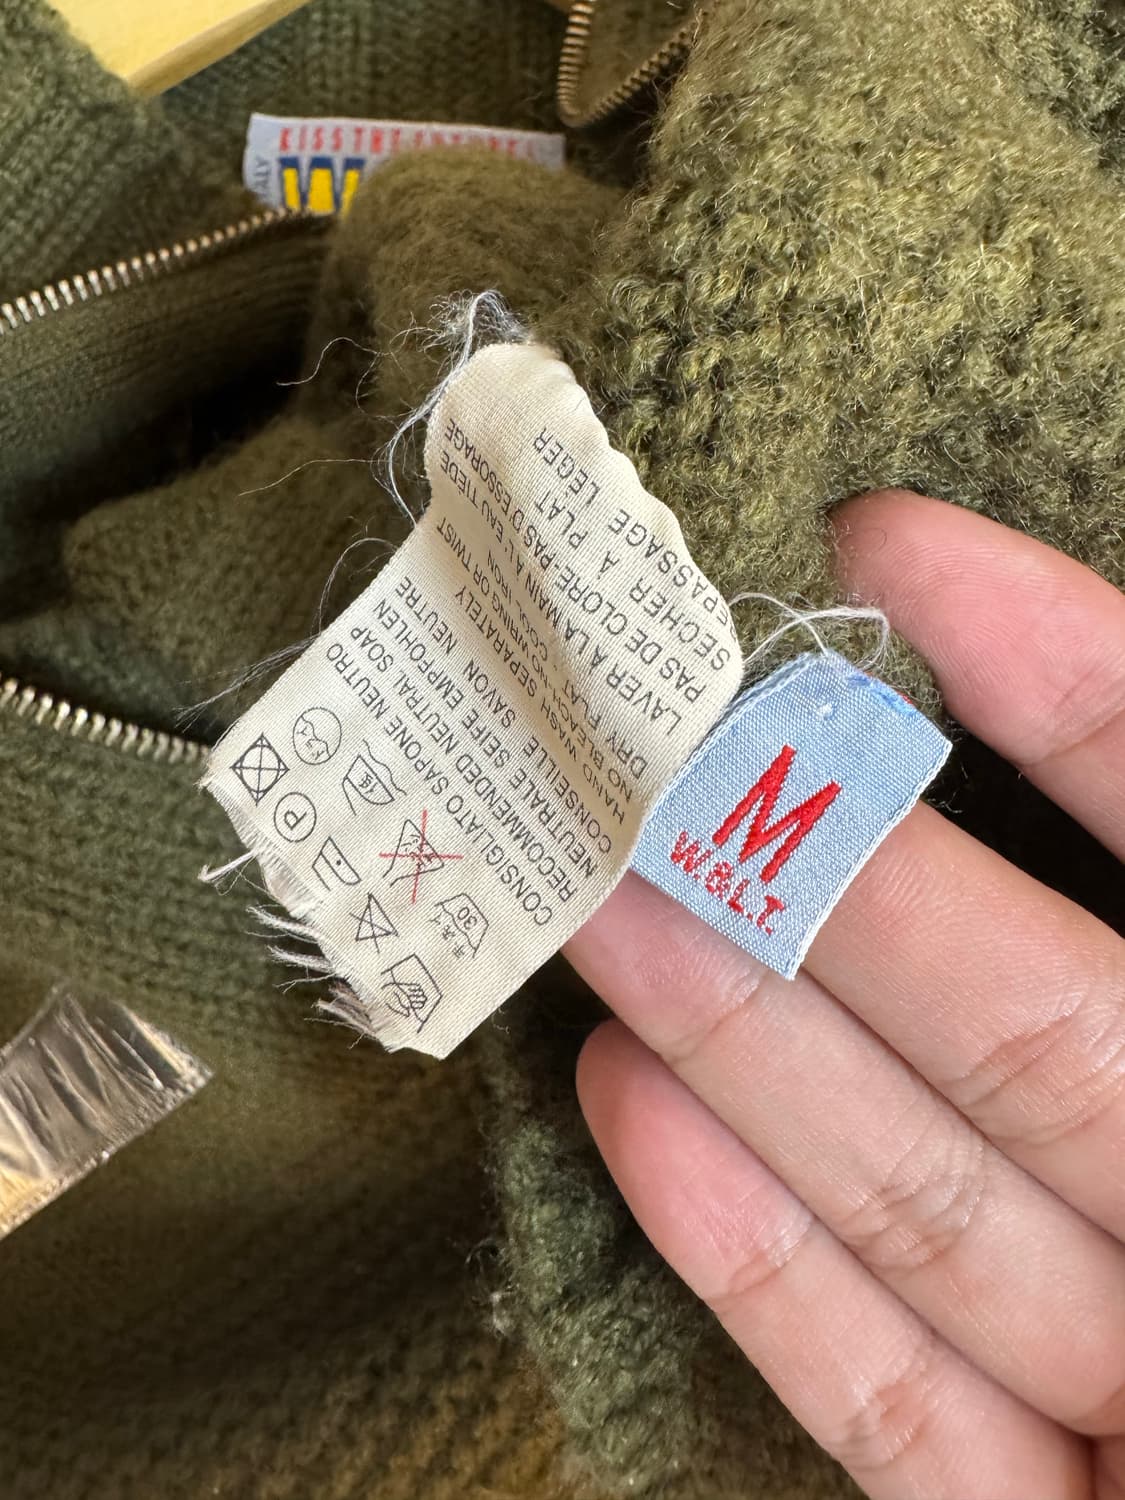 KISS THE FUTURE!
W
LAVER A LA MAIN A L'EAU TIEDE
PAS DE CLORE PAS D'ESSORAGE
SECHER À PLAT
REPASSAGE LÉGER
HAND WASH SEPARATELY
NO BLEACH-NO WRING OR TWIST
DRY FLAT - COOL IRON
CONSIGLIATO SAPONE NEUTRO
RECOMMENDED NEUTRAL SOAP
NEUTRALE SEIFE EMPFOHLEN
CONSEILLE SAVON NEUTRE
P
30
M
W.&L.T.